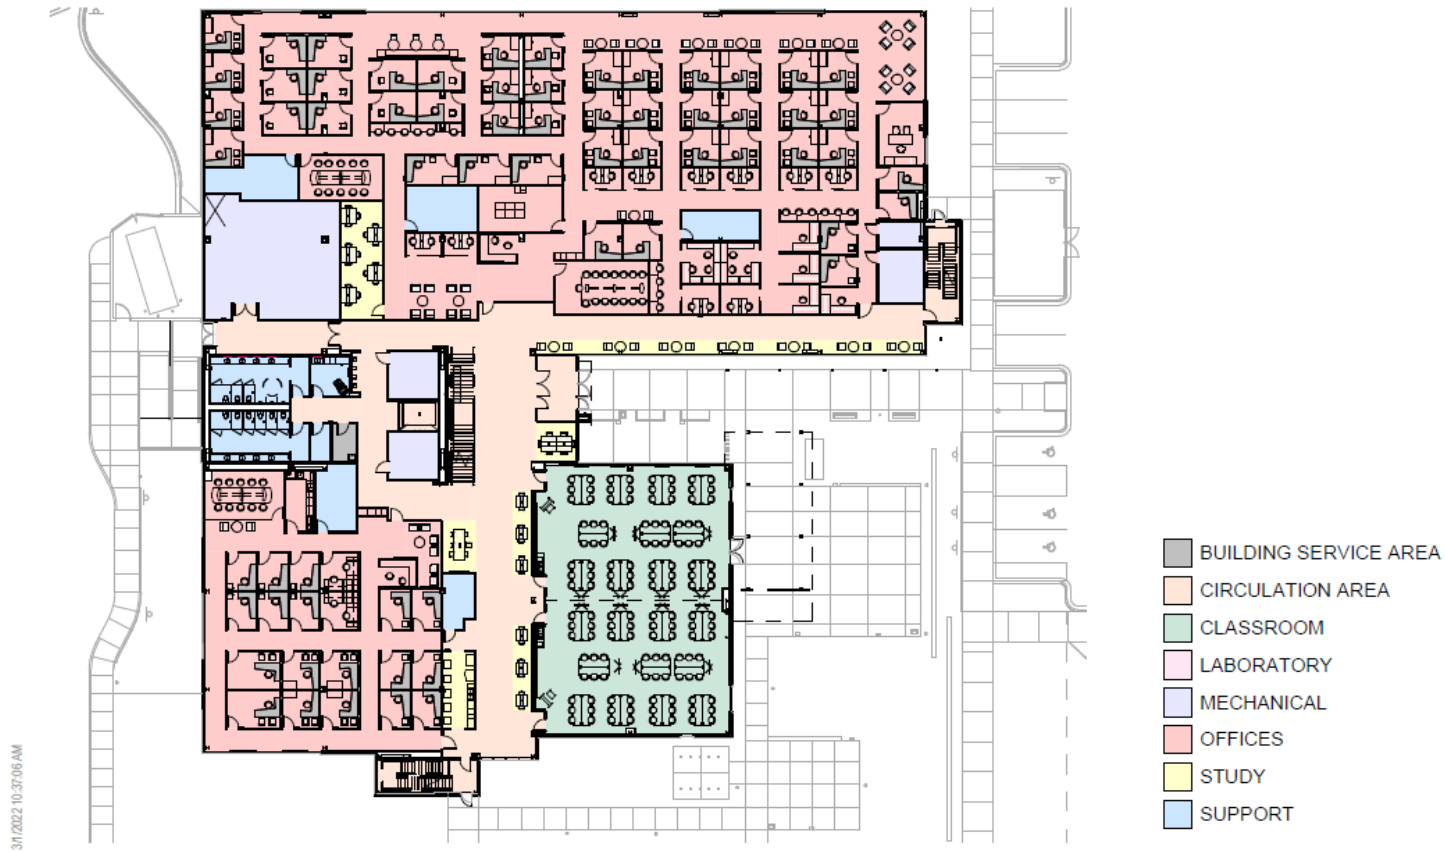 BUILDING SERVICE AREA
CIRCULATION AREA
CLASSROOM
LABORATORY
MECHANICAL
OFFICES
STUDY
SUPPORT
3/1/2022 10:37:06 AM